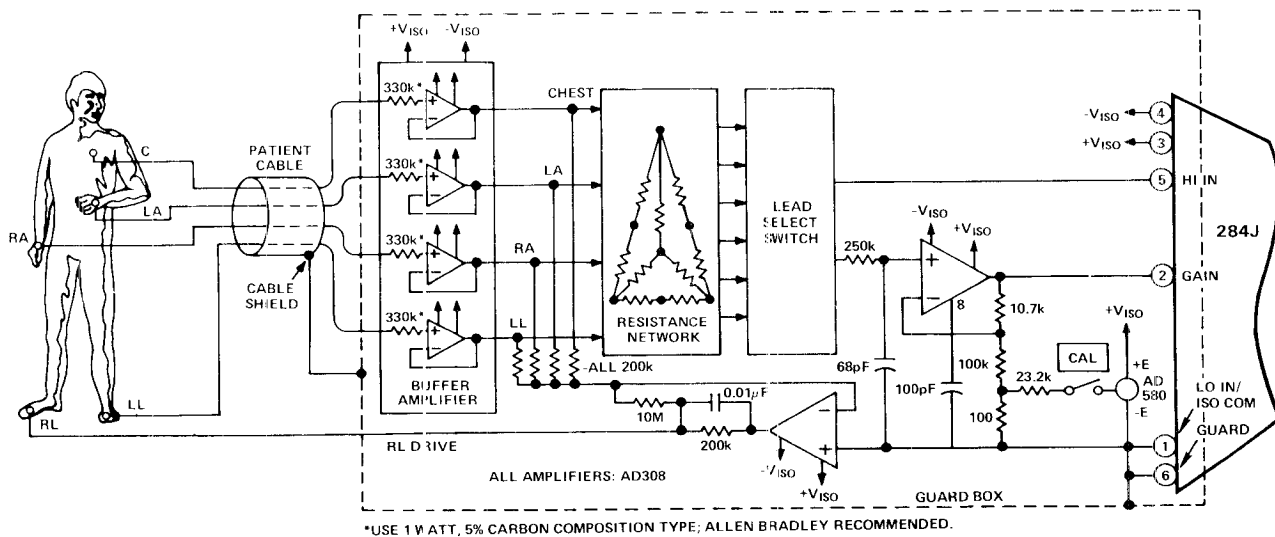 +VISO -VISO
330k*
CHEST
C
PATIENT
CABLE
330k*
LA
LA
RA
330k*
RA
CABLE
SHIELD
330k*
LL
BUFFER
AMPLIFIER
RESISTANCE
NETWORK
LEAD
SELECT
SWITCH
-VISO 4
+VISO 3
5 HI IN
284J
-VISO
+VISO
250k
2 GAIN
8
10.7k
+VISO
68pF
100pF
100k
CAL
23.2k
+E
AD
580
-E
100
LO IN/
ISO COM
GUARD
1
6
-ALL 200k
0.01μF
10M
200k
-VISO
+VISO
LL
RL
RL DRIVE
ALL AMPLIFIERS: AD308
GUARD BOX
*USE 1 WATT, 5% CARBON COMPOSITION TYPE; ALLEN BRADLEY RECOMMENDED.